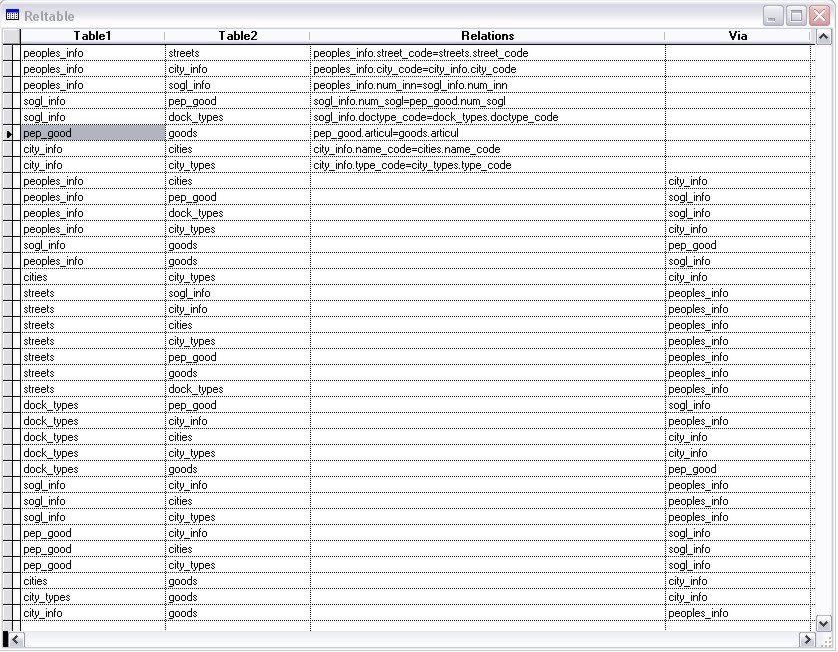 Reltable
Table1 Table2 Relations Via
peoples_info streets peoples_info.street_code=streets.street_code
peoples_info city_info peoples_info.city_code=city_info.city_code
peoples_info sogl_info peoples_info.num_inn=sogl_info.num_inn
sogl_info pep_good sogl_info.num_sogl=pep_good.num_sogl
sogl_info dock_types sogl_info.doctype_code=dock_types.doctype_code
pep_good goods pep_good.articul=goods.articul
city_info cities city_info.name_code=cities.name_code
city_info city_types city_info.type_code=city_types.type_code
peoples_info cities city_info
peoples_info pep_good sogl_info
peoples_info dock_types sogl_info
peoples_info city_types city_info
sogl_info goods pep_good
peoples_info goods sogl_info
cities city_types city_info
streets sogl_info peoples_info
streets city_info peoples_info
streets cities peoples_info
streets city_types peoples_info
streets pep_good peoples_info
streets goods peoples_info
streets dock_types peoples_info
dock_types pep_good sogl_info
dock_types city_info peoples_info
dock_types cities city_info
dock_types city_types city_info
dock_types goods pep_good
sogl_info city_info peoples_info
sogl_info cities peoples_info
sogl_info city_types peoples_info
pep_good city_info sogl_info
pep_good cities sogl_info
pep_good city_types sogl_info
cities goods city_info
city_types goods city_info
city_info goods peoples_info